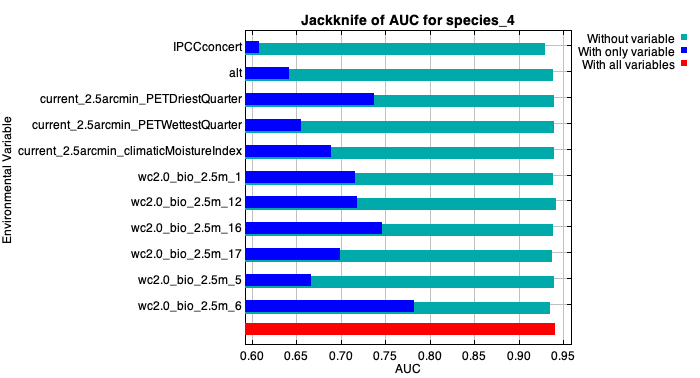 Jackknife of AUC for species_4
Without variable
With only variable
With all variables
Environmental Variable
IPCCconcert
alt
current_2.5arcmin_PETDriestQuarter
current_2.5arcmin_PETWettestQuarter
current_2.5arcmin_climaticMoistureIndex
wc2.0_bio_2.5m_1
wc2.0_bio_2.5m_12
wc2.0_bio_2.5m_16
wc2.0_bio_2.5m_17
wc2.0_bio_2.5m_5
wc2.0_bio_2.5m_6
0.60 0.65 0.70 0.75 0.80 0.85 0.90 0.95
AUC